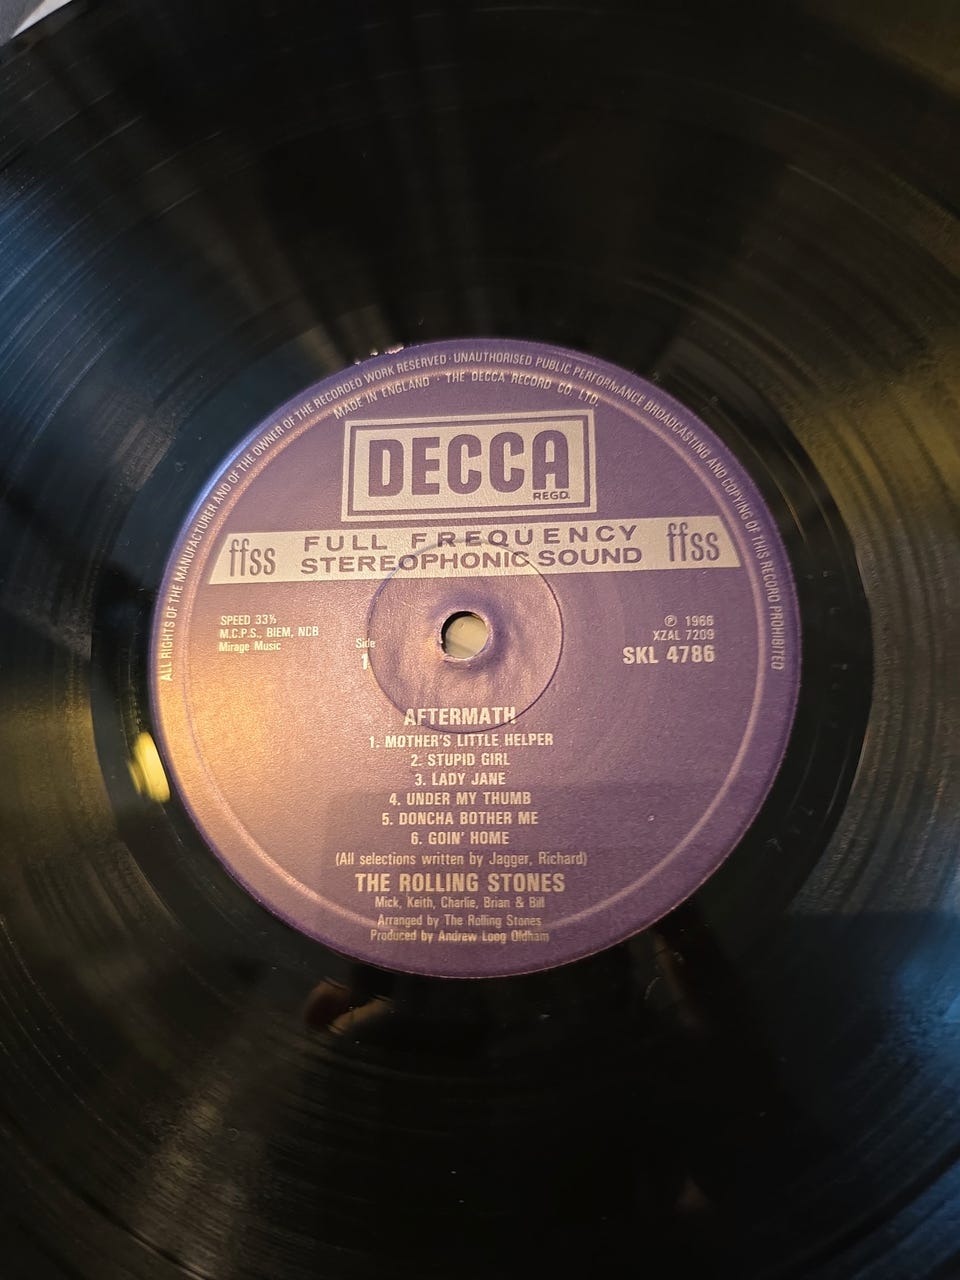 ALL RIGHTS OF THE MANUFACTURER AND OF THE OWNER OF THE RECORDED WORK RESERVED · UNAUTHORISED PUBLIC PERFORMANCE BROADCASTING AND COPYING OF THIS RECORD PROHIBITED
MADE IN ENGLAND · THE DECCA RECORD CO. LTD.
DECCA
REGD.
ffss FULL FREQUENCY STEREOPHONIC SOUND ffss
SPEED 33⅓
M.C.P.S., BIEM, NCB
Mirage Music
Side
1
℗ 1966
XZAL 7209
SKL 4786
AFTERMATH
1. MOTHER'S LITTLE HELPER
2. STUPID GIRL
3. LADY JANE
4. UNDER MY THUMB
5. DONCHA BOTHER ME
6. GOIN' HOME
(All selections written by Jagger, Richard)
THE ROLLING STONES
Mick, Keith, Charlie, Brian & Bill
Arranged by The Rolling Stones
Produced by Andrew Loog Oldham